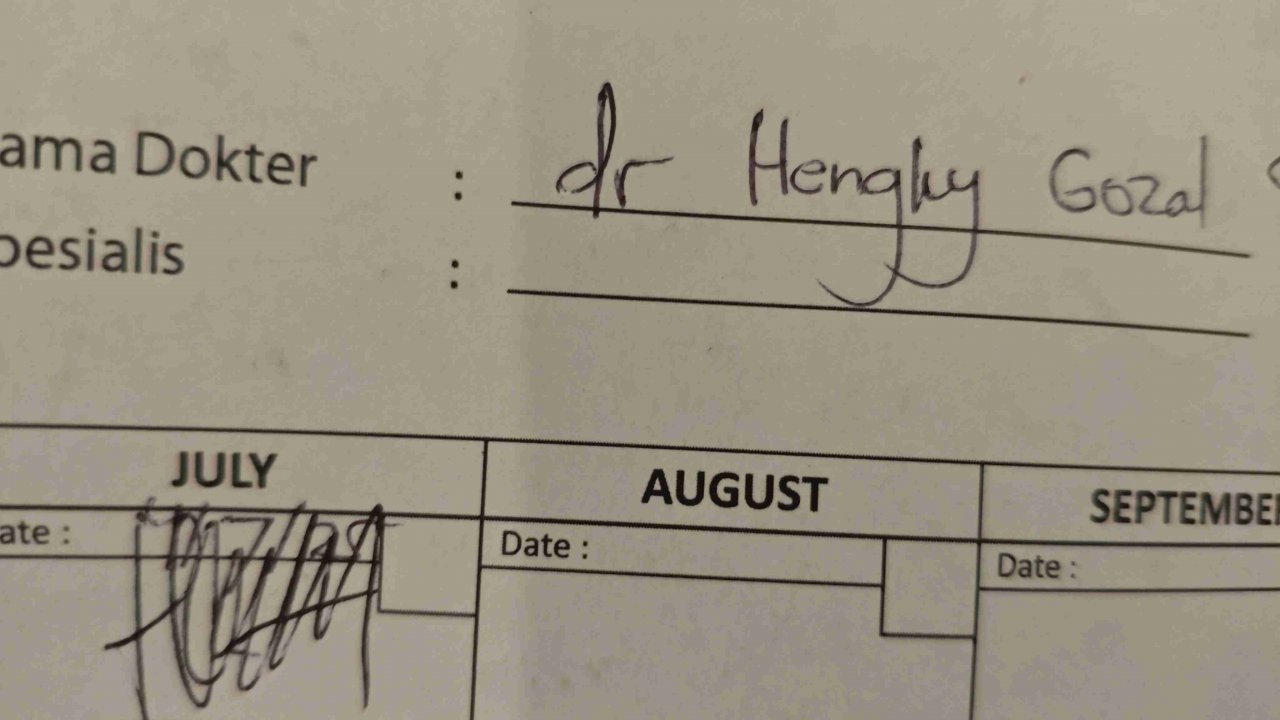 ama Dokter : dr Hengky Gozal
pesialis :
JULY AUGUST SEPTEMBE
ate : Date : Date :